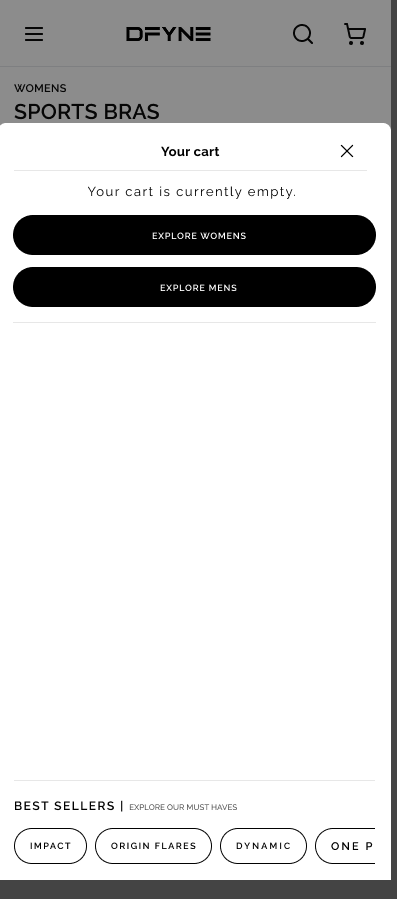 DFYNE
WOMENS
SPORTS BRAS
Your cart
Your cart is currently empty.
EXPLORE WOMENS
EXPLORE MENS
BEST SELLERS | EXPLORE OUR MUST HAVES
IMPACT
ORIGIN FLARES
DYNAMIC
ONE P